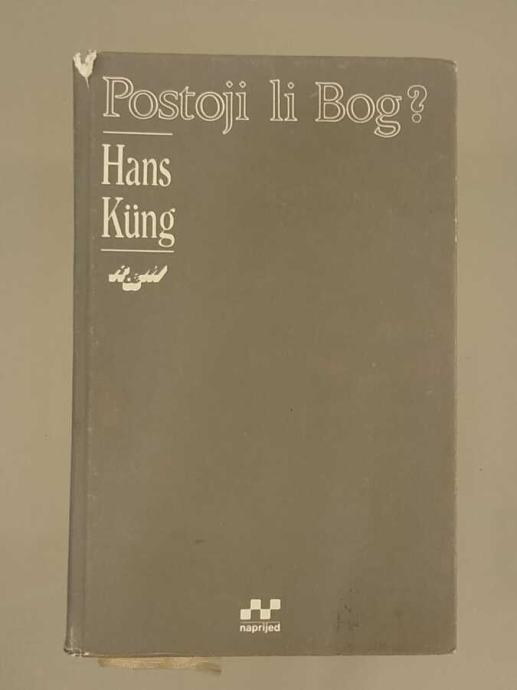 Postoji li Bog?
Hans
Küng
naprijed